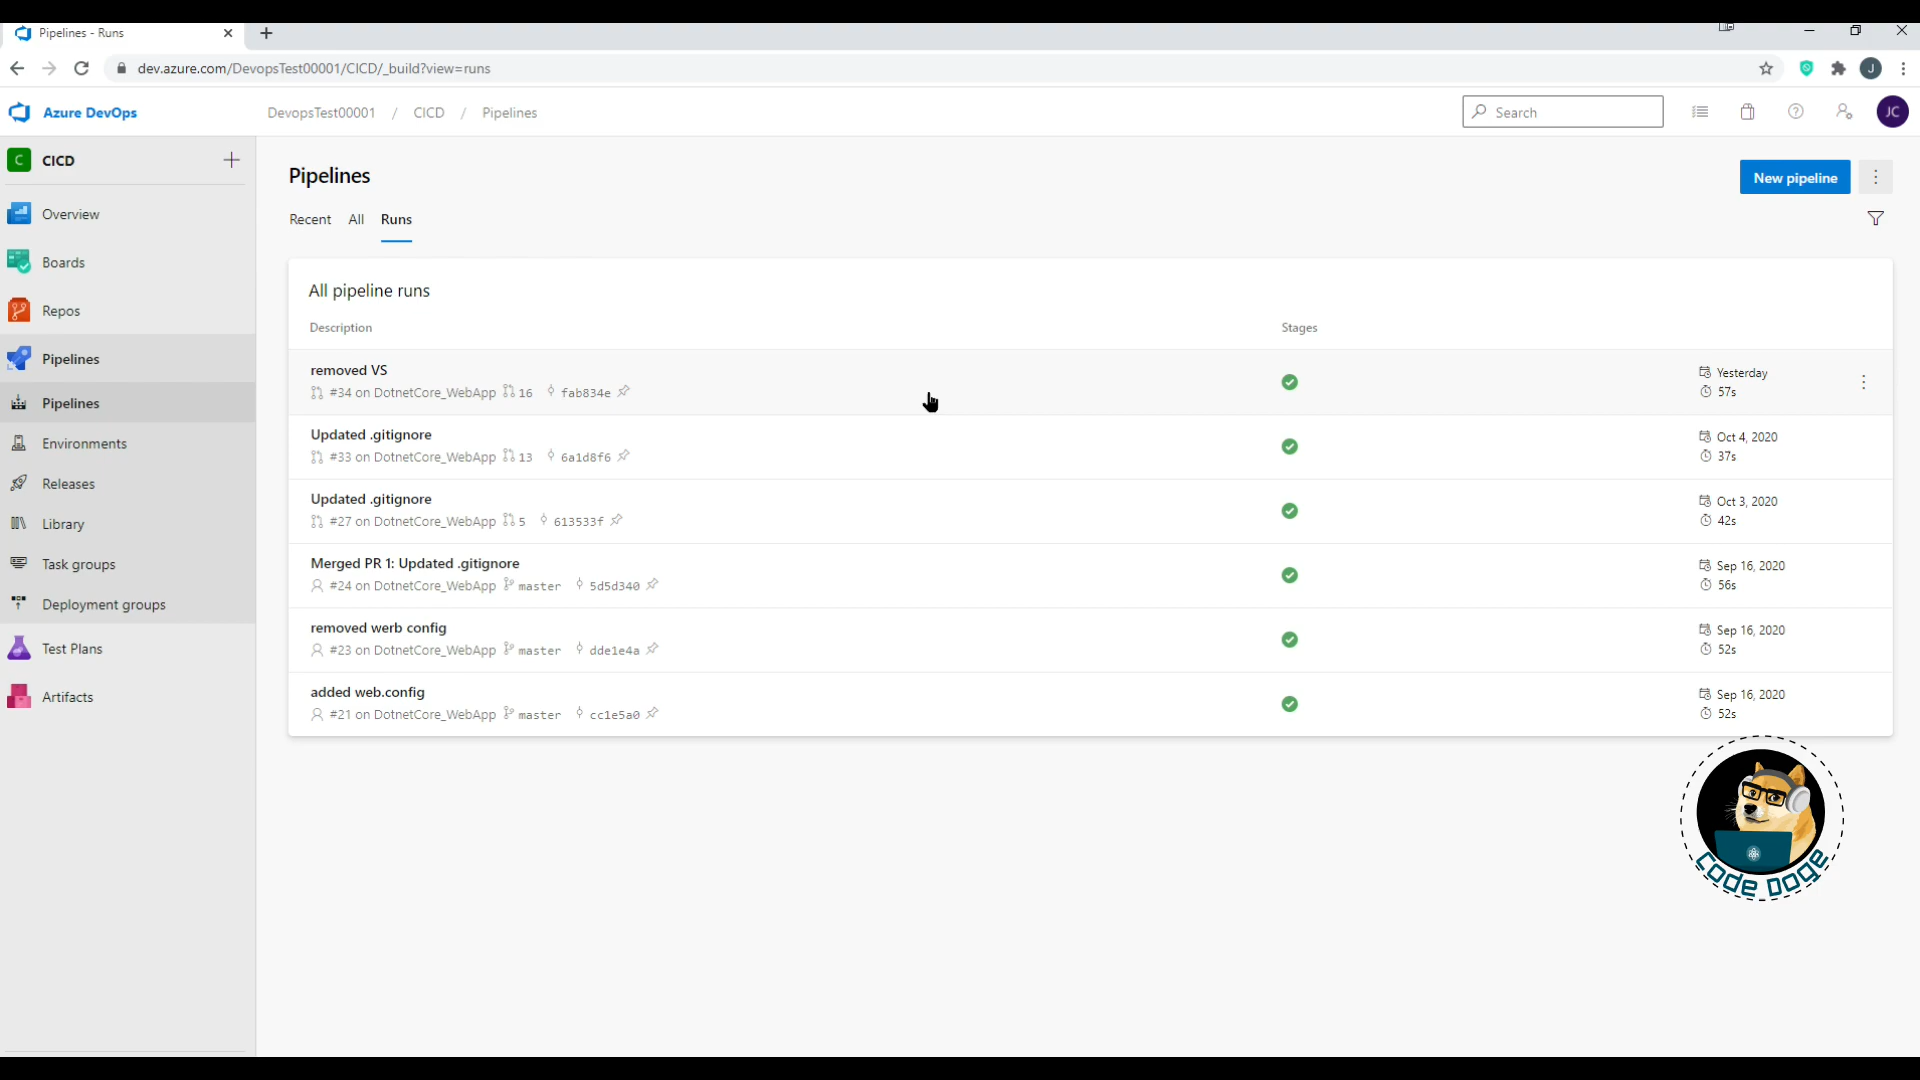 Pipelines - Runs
dev.azure.com/DevopsTest00001/CICD/_build?view=runs
J
Azure DevOps
DevopsTest00001 / CICD / Pipelines
Search
JC
C CICD
Overview
Boards
Repos
Pipelines
Pipelines
Environments
Releases
Library
Task groups
Deployment groups
Test Plans
Artifacts
Pipelines
New pipeline
Recent All Runs
All pipeline runs
Description Stages
removed VS
#34 on DotnetCore_WebApp 16 fab834e
Yesterday
57s
Updated .gitignore
#33 on DotnetCore_WebApp 13 6a1d8f6
Oct 4, 2020
37s
Updated .gitignore
#27 on DotnetCore_WebApp 5 613533f
Oct 3, 2020
42s
Merged PR 1: Updated .gitignore
#24 on DotnetCore_WebApp master 5d5d340
Sep 16, 2020
56s
removed werb config
#23 on DotnetCore_WebApp master dde1e4a
Sep 16, 2020
52s
added web.config
#21 on DotnetCore_WebApp master cc1e5a0
Sep 16, 2020
52s
Code Doge